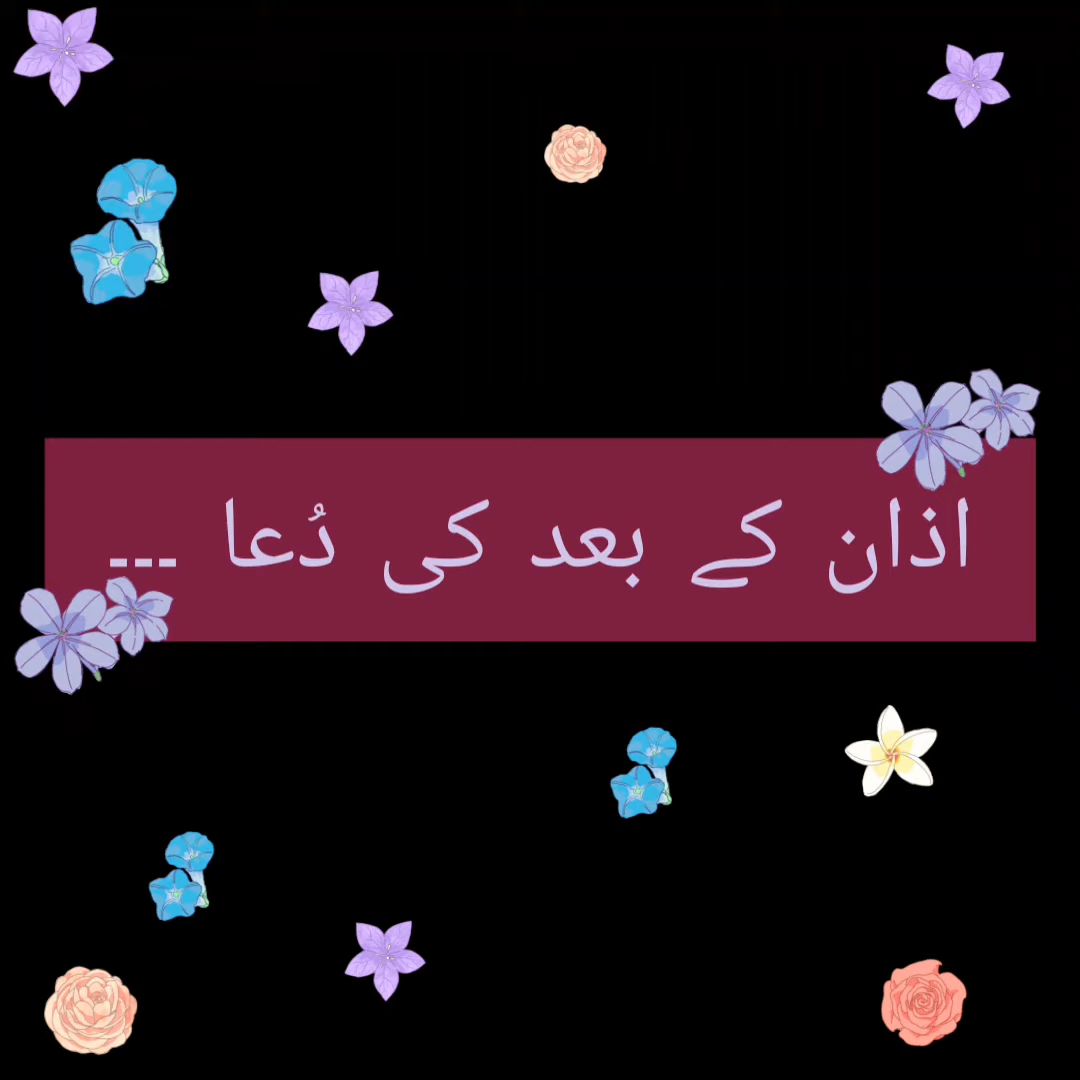 اذان کے بعد کی دُعا ---